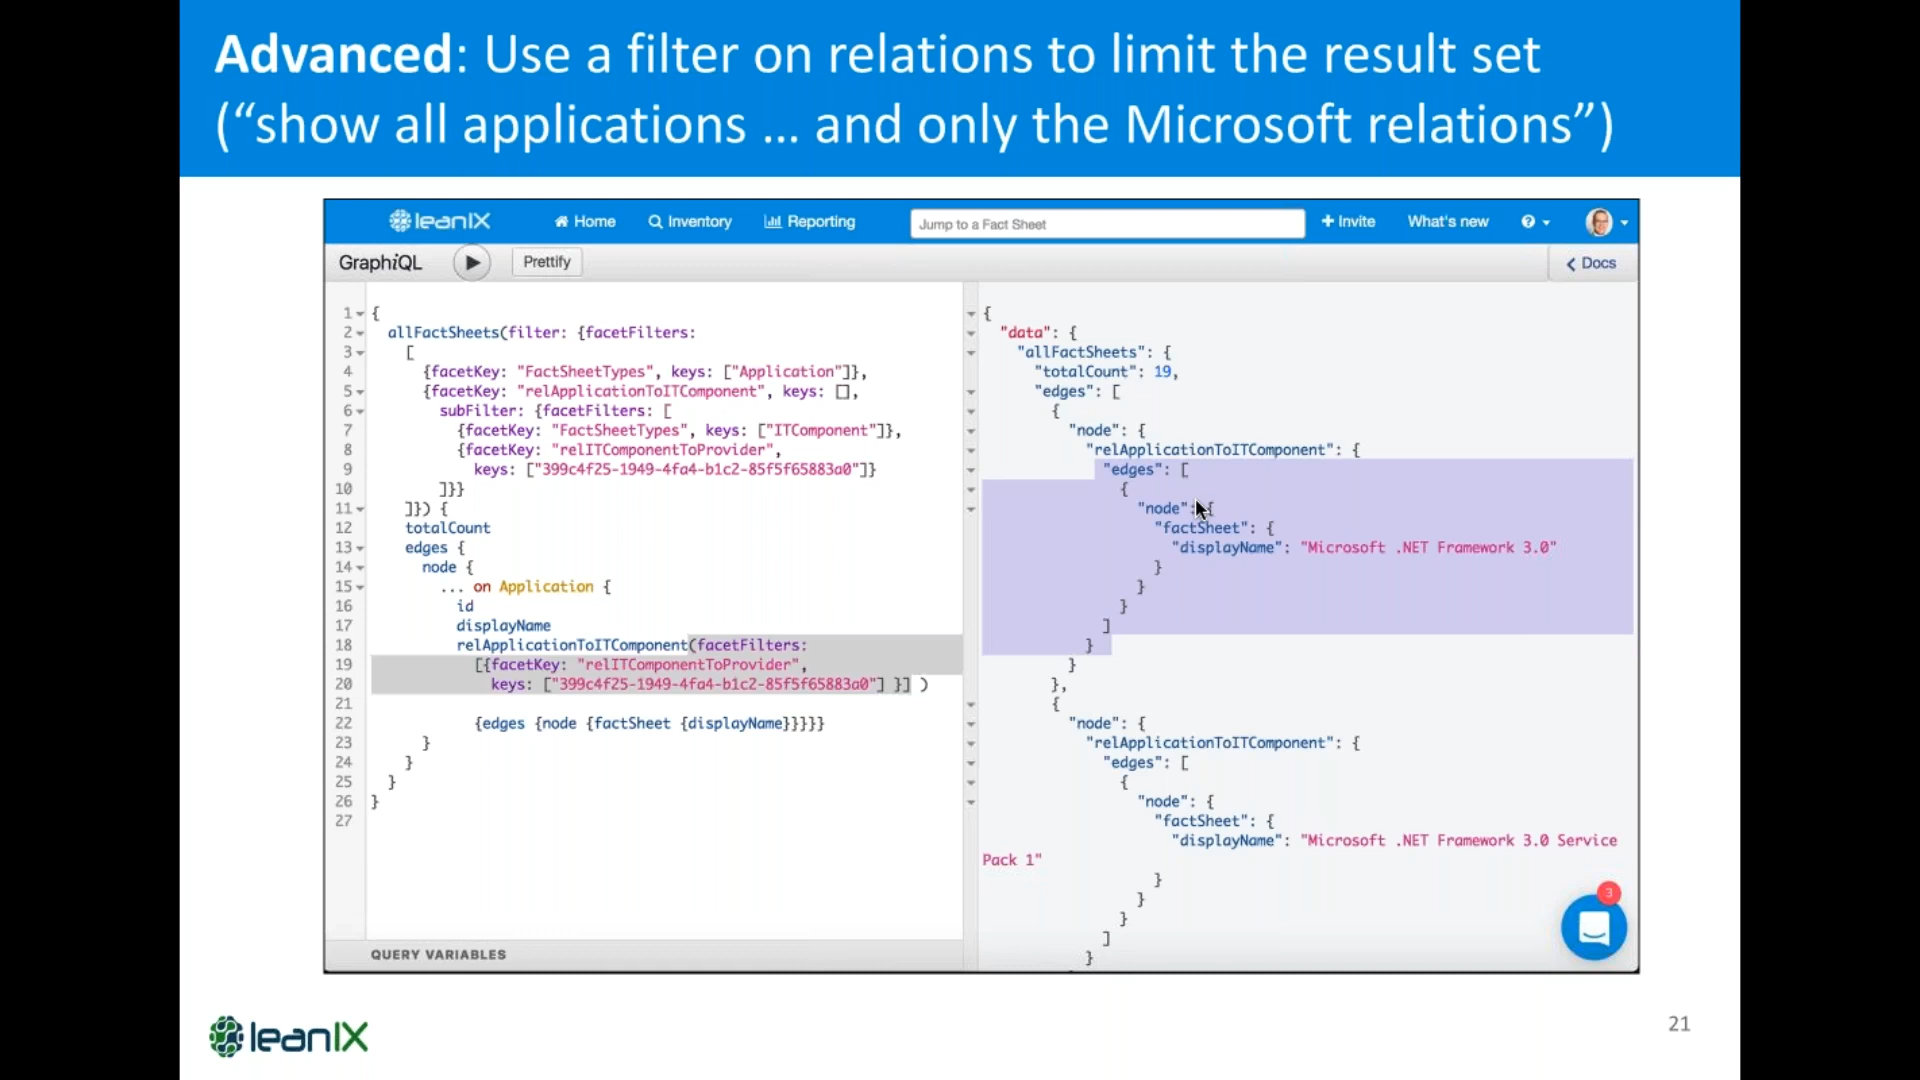 Advanced: Use a filter on relations to limit the result set
(“show all applications ... and only the Microsoft relations”)
leanIX Home Inventory Reporting Jump to a Fact Sheet + Invite What's new ?
GraphiQL Prettify < Docs
1 {
2 allFactSheets(filter: {facetFilters:
3 [
4 {facetKey: "FactSheetTypes", keys: ["Application"]},
5 {facetKey: "relApplicationToITComponent", keys: [],
6 subFilter: {facetFilters: [
7 {facetKey: "FactSheetTypes", keys: ["ITComponent"]},
8 {facetKey: "relITComponentToProvider",
9 keys: ["399c4f25-1949-4fa4-b1c2-85f5f65883a0"]}
10 ]}}
11 ]}) {
12 totalCount
13 edges {
14 node {
15 ... on Application {
16 id
17 displayName
18 relApplicationToITComponent(facetFilters:
19 [{facetKey: "relITComponentToProvider",
20 keys: ["399c4f25-1949-4fa4-b1c2-85f5f65883a0"] }] )
21
22 {edges {node {factSheet {displayName}}}}}
23 }
24 }
25 }
26 }
27
QUERY VARIABLES
{
"data": {
"allFactSheets": {
"totalCount": 19,
"edges": [
{
"node": {
"relApplicationToITComponent": {
"edges": [
{
"node": {
"factSheet": {
"displayName": "Microsoft .NET Framework 3.0"
}
}
}
]
}
}
},
{
"node": {
"relApplicationToITComponent": {
"edges": [
{
"node": {
"factSheet": {
"displayName": "Microsoft .NET Framework 3.0 Service
Pack 1"
}
}
}
]
}
3
leanIX
21